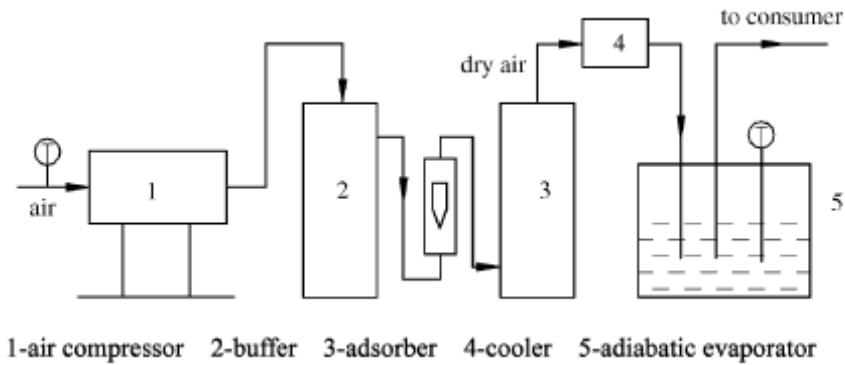 to consumer
4
dry air
T
T
1
2
3
5
air
1-air compressor 2-buffer 3-adsorber 4-cooler 5-adiabatic evaporator